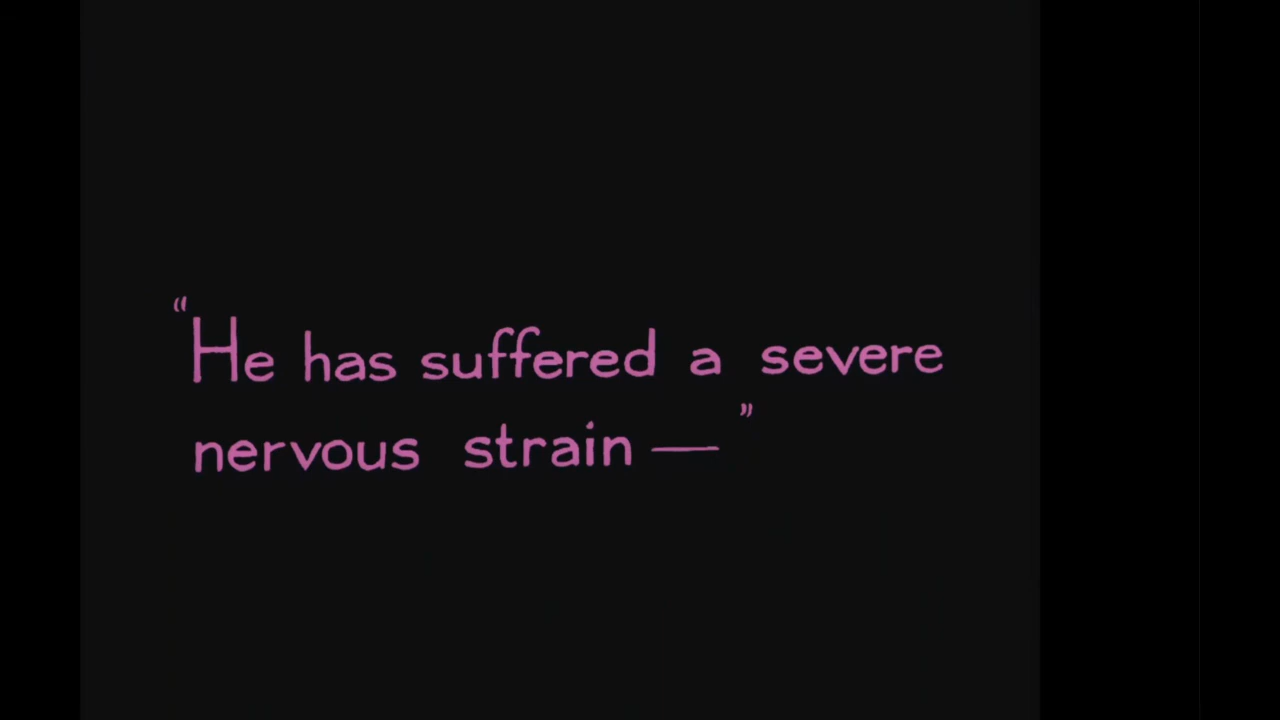 “He has suffered a severe
nervous strain — ”